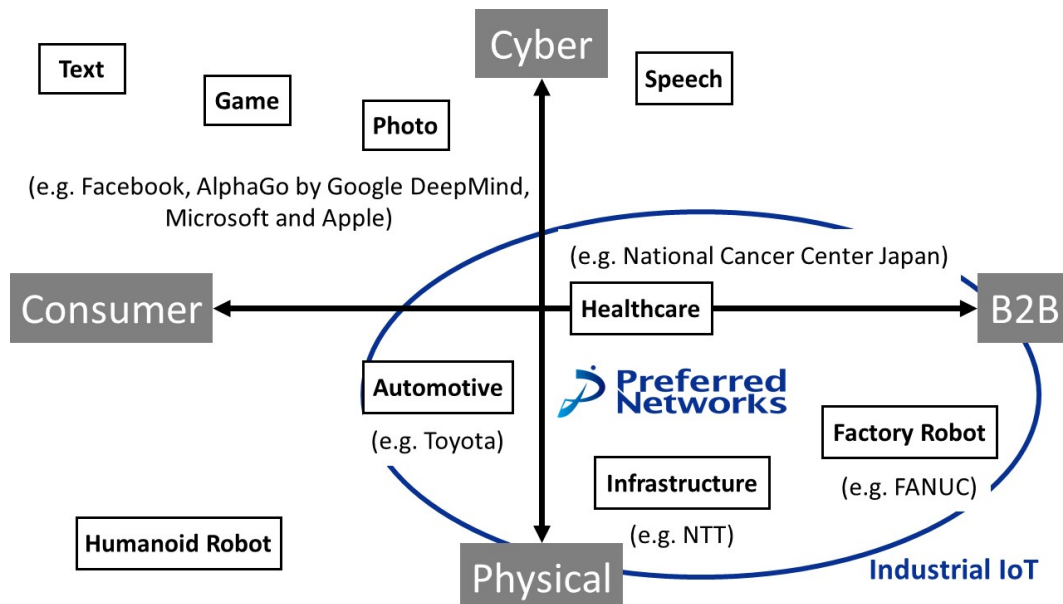 Cyber
Text
Speech
Game
Photo
(e.g. Facebook, AlphaGo by Google DeepMind,
Microsoft and Apple)
(e.g. National Cancer Center Japan)
Consumer
Healthcare
B2B
Automotive
Preferred
Networks
(e.g. Toyota)
Factory Robot
Infrastructure
(e.g. FANUC)
Humanoid Robot
(e.g. NTT)
Physical
Industrial IoT